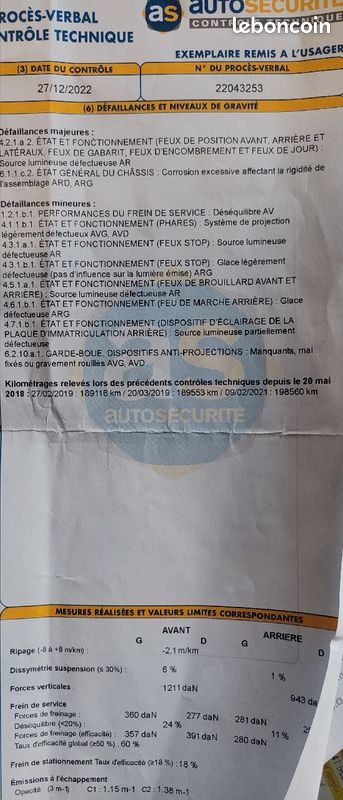 as AUTOSÉCURITÉ
ROCÈS-VERBAL
CONTRÔLE TECHNIQUE
NTRÔLE TECHNIQUE
leboncoin
EXEMPLAIRE REMIS A L'USAGER
(3) DATE DU CONTRÔLE N° DU PROCÈS-VERBAL
27/12/2022 22043253
(6) DÉFAILLANCES ET NIVEAUX DE GRAVITÉ
Défaillances majeures :
4.2.1.a.2. ÉTAT ET FONCTIONNEMENT (FEUX DE POSITION AVANT, ARRIÈRE ET
LATÉRAUX, FEUX DE GABARIT, FEUX D'ENCOMBREMENT ET FEUX DE JOUR) :
Source lumineuse défectueuse AR
6.1.1.c.2. ÉTAT GÉNÉRAL DU CHÂSSIS : Corrosion excessive affectant la rigidité de
l'assemblage ARD, ARG
Défaillances mineures :
1.2.1.b.1. PERFORMANCES DU FREIN DE SERVICE : Déséquilibre AV
4.1.1.b.1. ÉTAT ET FONCTIONNEMENT (PHARES) : Système de projection
légèrement défectueux AVG, AVD
4.3.1.a.1. ÉTAT ET FONCTIONNEMENT (FEUX STOP) : Source lumineuse
défectueuse AR
4.3.1.b.1. ÉTAT ET FONCTIONNEMENT (FEUX STOP) : Glace légèrement
défectueuse (pas d'influence sur la lumière émise) ARG
4.5.1.a.1. ÉTAT ET FONCTIONNEMENT (FEUX DE BROUILLARD AVANT ET
ARRIÈRE) : Source lumineuse défectueuse AR
4.6.1.b.1. ÉTAT ET FONCTIONNEMENT (FEU DE MARCHE ARRIÈRE) : Glace
défectueuse ARG
4.7.1.b.1. ÉTAT ET FONCTIONNEMENT (DISPOSITIF D'ÉCLAIRAGE DE LA
PLAQUE D'IMMATRICULATION ARRIÈRE) : Source lumineuse partiellement
défectueuse
6.2.10.a.1. GARDE-BOUE, DISPOSITIFS ANTI-PROJECTIONS : Manquants, mal
fixés ou gravement rouillés AVG, AVD
Kilométrages relevés lors des précédents contrôles techniques depuis le 20 mai
2018 : 27/02/2019 : 189116 km / 20/03/2019 : 189553 km / 09/02/2021 : 198560 km
AUTOSÉCURITÉ
MESURES RÉALISÉES ET VALEURS LIMITES CORRESPONDANTES
AVANT ARRIERE
G D G D
Ripage (-8 à +8 m/km) : -2.1 m/km
Dissymétrie suspension (≤ 30%) : 6 % 1 %
Forces verticales : 1211 daN 943 da
Frein de service
Forces de freinage : 360 daN 277 daN 281 daN
Déséquilibre (<20%) : 24 % 11 %
Forces de freinage (efficacité) : 357 daN 391 daN 280 daN
Taux d'efficacité global (≥50 %) : 60 %
Frein de stationnement Taux d'efficacité (≥18 %) : 18 %
Émissions à l'échappement
Opacité (3 m-1) C1 : 1.15 m-1 C2 : 1.38 m-1